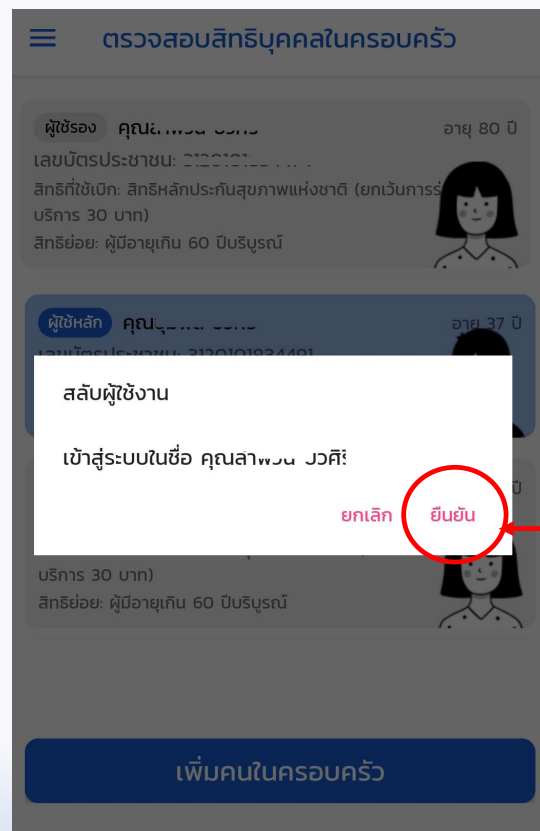 ตรวจสอบสิทธิบุคคลในครอบครัว
ผู้ใช้รอง อายุ 80 ปี
เลขบัตรประชาชน:
สิทธิที่ใช้เบิก: สิทธิหลักประกันสุขภาพแห่งชาติ (ยกเว้นการร่
บริการ 30 บาท)
สิทธิย่อย: ผู้มีอายุเกิน 60 ปีบริบูรณ์
ผู้ใช้หลัก อายุ 37 ปี
สลับผู้ใช้งาน
เข้าสู่ระบบในชื่อ
ยกเลิก ยืนยัน
ปี
บริการ 30 บาท)
สิทธิย่อย: ผู้มีอายุเกิน 60 ปีบริบูรณ์
เพิ่มคนในครอบครัว